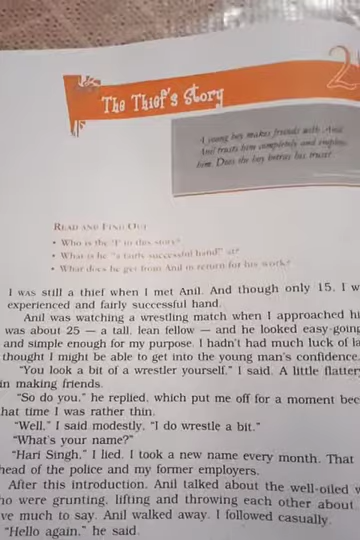 2
The Thief's Story
A young boy makes friends with Anil.
Anil trusts him completely and employs
him. Does the boy betray his trust?
READ AND FIND OUT
• Who is the 'I' in this story?
• What is he "a fairly successful hand" at?
• What does he get from Anil in return for his work?
I WAS still a thief when I met Anil. And though only 15, I w
experienced and fairly successful hand.
Anil was watching a wrestling match when I approached hi
was about 25 — a tall, lean fellow — and he looked easy-going
and simple enough for my purpose. I hadn't had much luck of la
thought I might be able to get into the young man's confidence.
"You look a bit of a wrestler yourself," I said. A little flatter
in making friends.
"So do you," he replied, which put me off for a moment bec
hat time I was rather thin.
"Well," I said modestly, "I do wrestle a bit."
"What's your name?"
"Hari Singh," I lied. I took a new name every month. That
head of the police and my former employers.
After this introduction, Anil talked about the well-oiled w
ho were grunting, lifting and throwing each other about.
ve much to say. Anil walked away. I followed casually.
"Hello again," he said.